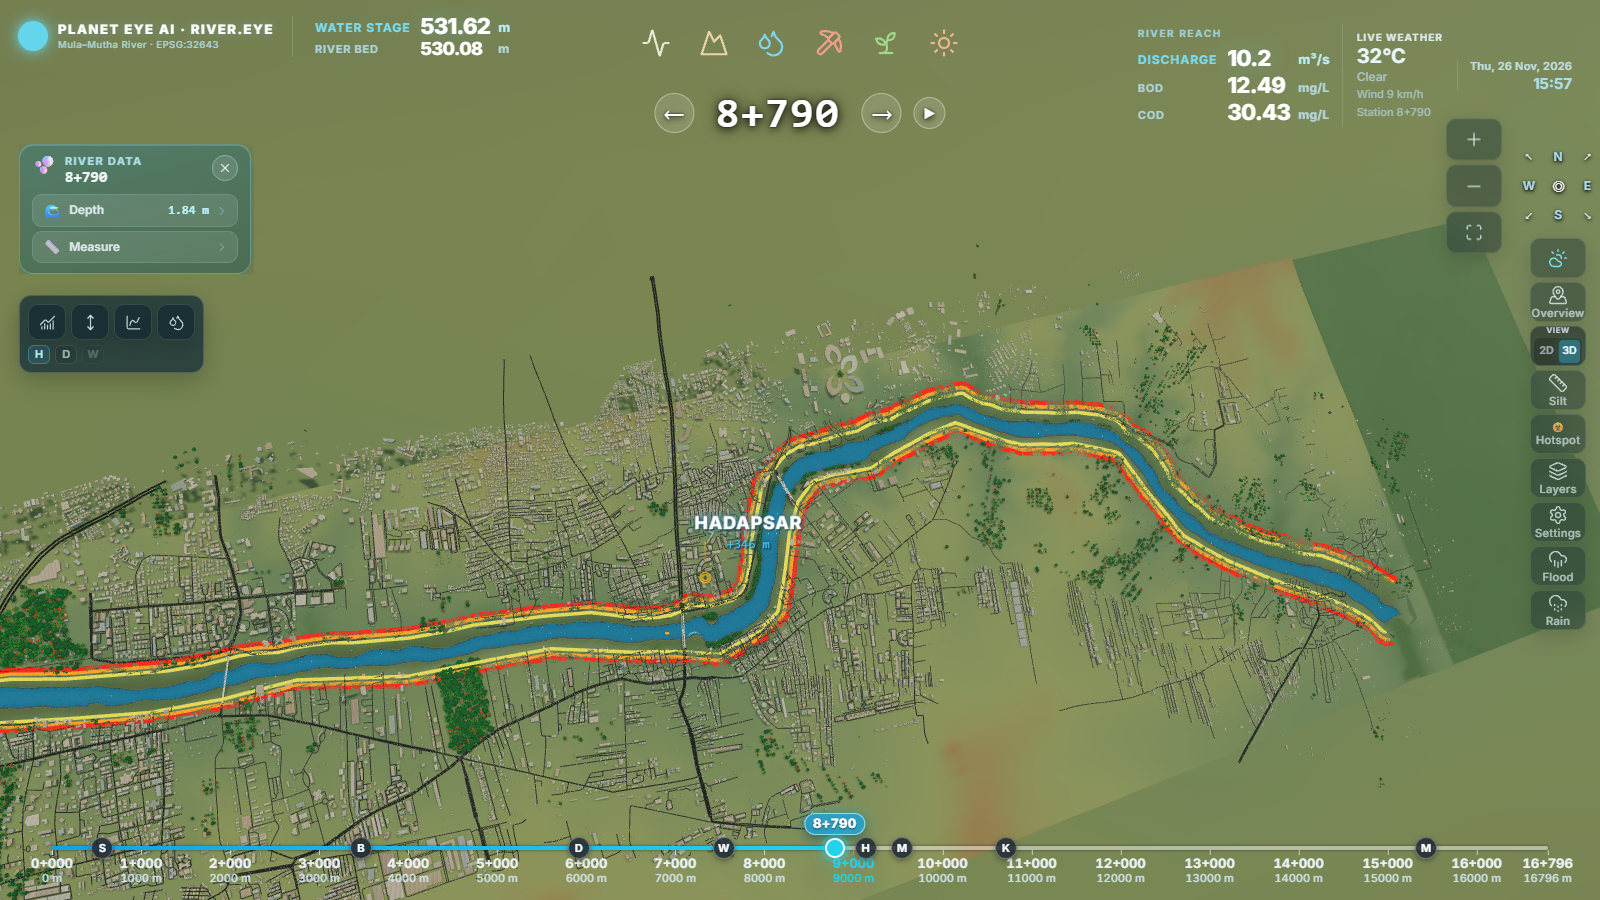 PLANET EYE AI · RIVER.EYE
Mula-Mutha River · EPSG:32643
WATER STAGE 531.62 m
RIVER BED 530.08 m
RIVER REACH
DISCHARGE 10.2 m³/s
BOD 12.49 mg/L
COD 30.43 mg/L
LIVE WEATHER
32°C
Clear
Wind 9 km/h
Station 8+790
Thu, 26 Nov, 2026
15:57
← 8+790 →
RIVER DATA
8+790
Depth 1.84 m
Measure
H D W
N
W E
S
Overview
VIEW
2D 3D
Silt
Hotspot
Layers
Settings
Flood
Rain
HADAPSAR
+346 m
8+790
S B D W H M K M
0+000 1+000 2+000 3+000 4+000 5+000 6+000 7+000 8+000 9+000 10+000 11+000 12+000 13+000 14+000 15+000 16+000 16+796
0 m 1000 m 2000 m 3000 m 4000 m 5000 m 6000 m 7000 m 8000 m 9000 m 10000 m 11000 m 12000 m 13000 m 14000 m 15000 m 16000 m 16796 m